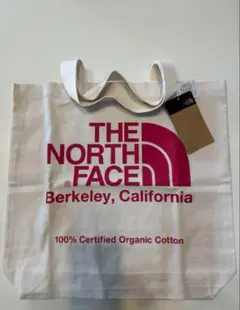 THE
NORTH
FACE
®
Berkeley, California
100% Certified Organic Cotton